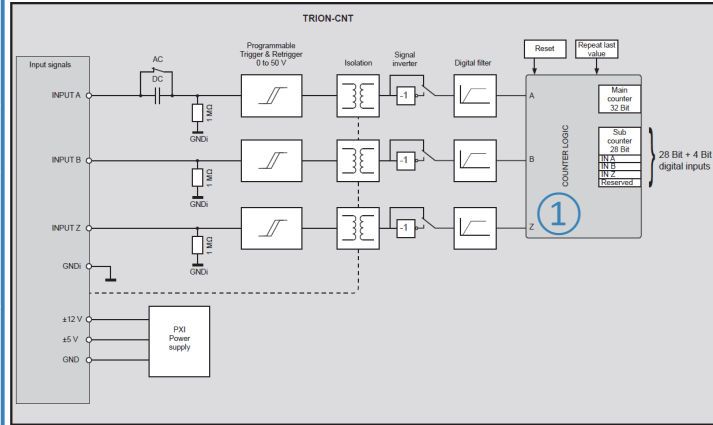 TRION-CNT
Input signals
AC
DC
Programmable
Trigger & Retrigger
0 to 50 V
Isolation
Signal
inverter
Digital filter
Reset
Repeat last
value
INPUT A
1 MΩ
GNDi
-1
A
Main
counter
32 Bit
INPUT B
1 MΩ
GNDi
-1
B
COUNTER LOGIC
Sub
counter
28 Bit
IN A
IN B
IN Z
Reserved
28 Bit + 4 Bit
digital inputs
INPUT Z
1 MΩ
GNDi
-1
Z
1
GNDi
±12 V
±5 V
GND
PXI
Power
supply